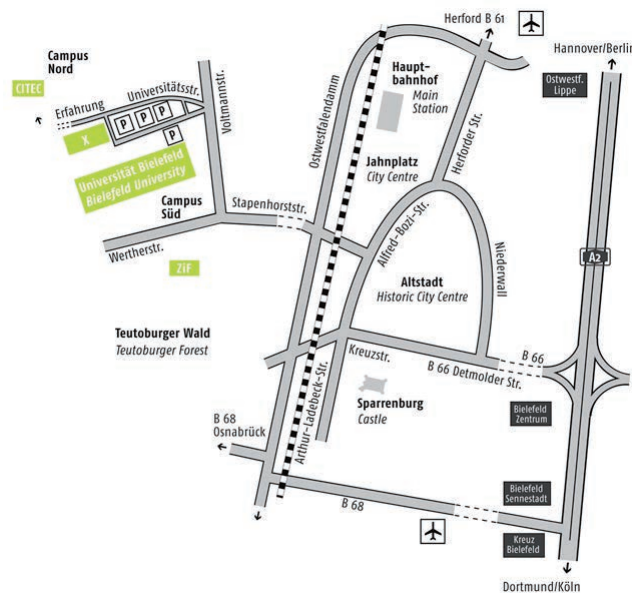 Herford B 61
Hannover/Berlin
Campus
Nord
CITEC
Universitätsstr.
Erfahrung
P P P
P
X
Universität Bielefeld
Bielefeld University
Voltmannstr.
Campus
Süd
Stapenhorststr.
Wertherstr.
ZiF
Teutoburger Wald
Teutoburger Forest
Ostwestfalendamm
Haupt-
bahnhof
Main
Station
Jahnplatz
City Centre
Herforder Str.
Ostwestf.
Lippe
A2
Alfred-Bozi-Str.
Altstadt
Historic City Centre
Niederwall
Kreuzstr.
B 66 Detmolder Str.
B 66
Arthur-Ladebeck-Str.
Sparrenburg
Castle
Bielefeld
Zentrum
B 68
Osnabrück
B 68
Bielefeld
Sennestadt
Kreuz
Bielefeld
Dortmund/Köln